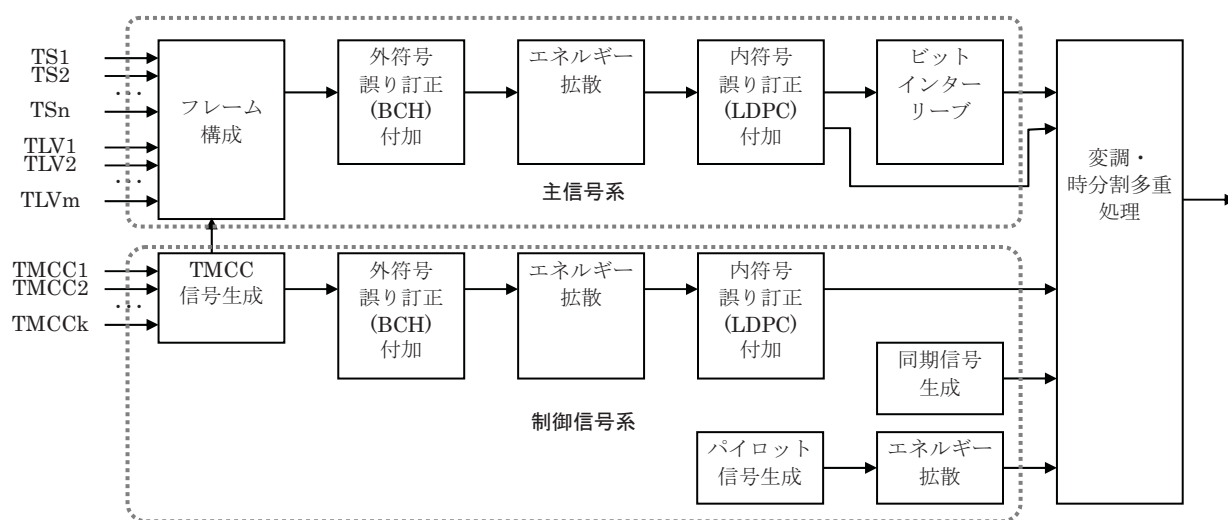 TS1
TS2
…
TSn
TLV1
TLV2
…
TLVm
フレーム
構成
外符号
誤り訂正
(BCH)
付加
エネルギー
拡散
内符号
誤り訂正
(LDPC)
付加
ビット
インター
リーブ
主信号系
変調・
時分割多重
処理
TMCC1
TMCC2
…
TMCCk
TMCC
信号生成
外符号
誤り訂正
(BCH)
付加
エネルギー
拡散
内符号
誤り訂正
(LDPC)
付加
同期信号
生成
制御信号系
パイロット
信号生成
エネルギー
拡散